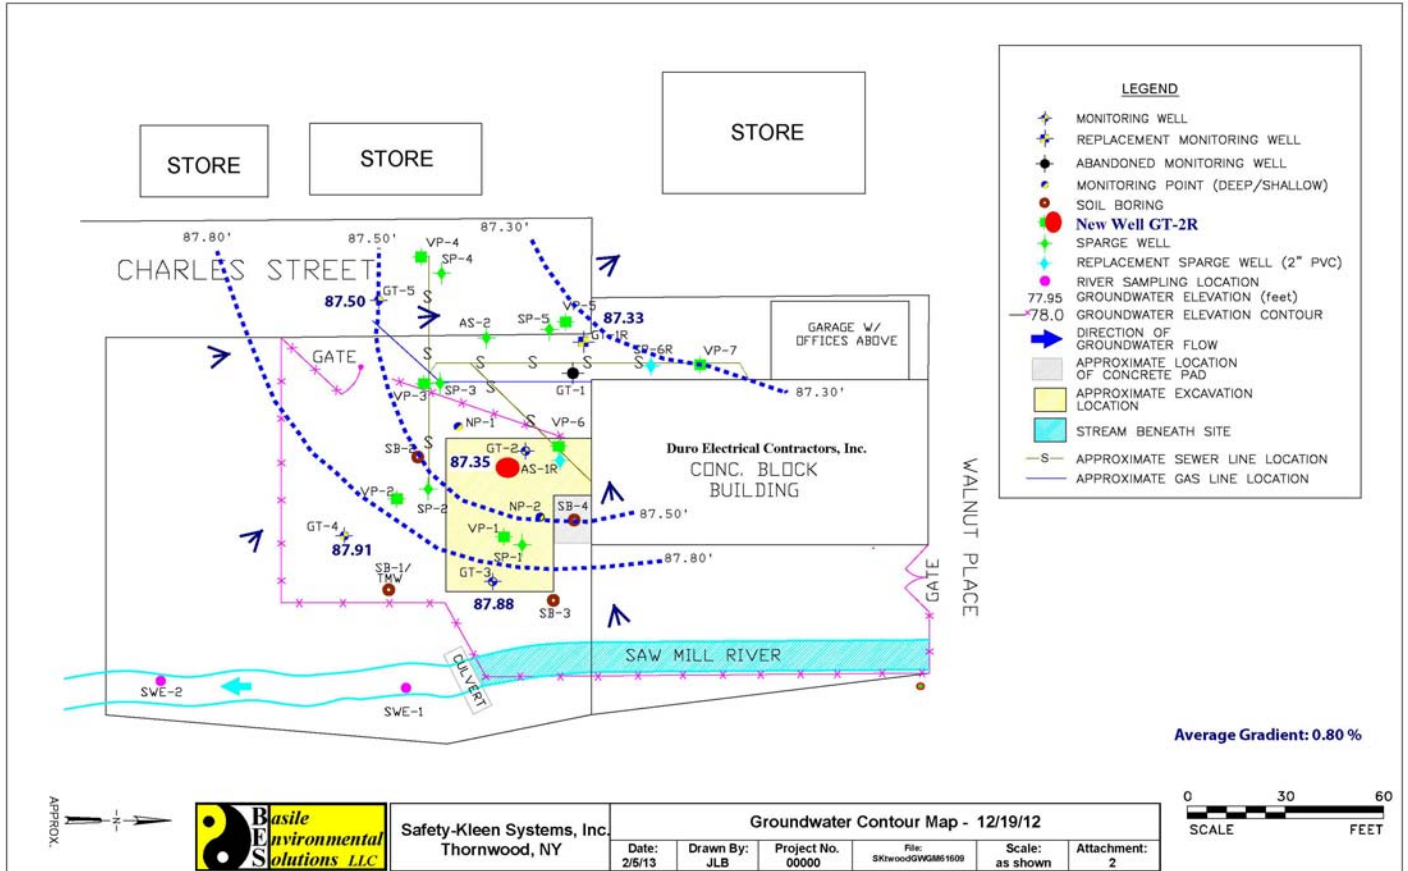 STORE
STORE
STORE
87.80'
87.50'
87.30'
VP-4
SP-4
CHARLES STREET
GT-5
87.50
S
VP-5
SP-5
87.33
AS-2
GT-1R
SP-6R
VP-7
GARAGE W/
OFFICES ABOVE
GATE
S
S
S
S
GT-1
87.30'
VP-3
SP-3
S
NP-1
S
VP-6
SB-2
S
GT-2
87.35
AS-1R
Duro Electrical Contractors, Inc.
CONC. BLOCK
BUILDING
VP-2
SP-2
NP-2
SB-4
87.50'
GT-4
87.91
VP-1
SP-1
87.80'
SB-1/
TMW
GT-3
87.88
SB-3
GATE
WALNUT PLACE
SAW MILL RIVER
CULVERT
SWE-2
SWE-1
LEGEND
MONITORING WELL
REPLACEMENT MONITORING WELL
ABANDONED MONITORING WELL
MONITORING POINT (DEEP/SHALLOW)
SOIL BORING
New Well GT-2R
SPARGE WELL
REPLACEMENT SPARGE WELL (2" PVC)
RIVER SAMPLING LOCATION
77.95 GROUNDWATER ELEVATION (feet)
78.0 GROUNDWATER ELEVATION CONTOUR
DIRECTION OF
GROUNDWATER FLOW
APPROXIMATE LOCATION
OF CONCRETE PAD
APPROXIMATE EXCAVATION
LOCATION
STREAM BENEATH SITE
S APPROXIMATE SEWER LINE LOCATION
APPROXIMATE GAS LINE LOCATION
Average Gradient: 0.80 %
0 30 60
SCALE FEET
APPROX.
N
Basile
Environmental
Solutions LLC
Safety-Kleen Systems, Inc.
Thornwood, NY
Groundwater Contour Map - 12/19/12
Date:
2/5/13
Drawn By:
JLB
Project No.
00000
File:
SKtwoodGWGM61609
Scale:
as shown
Attachment:
2